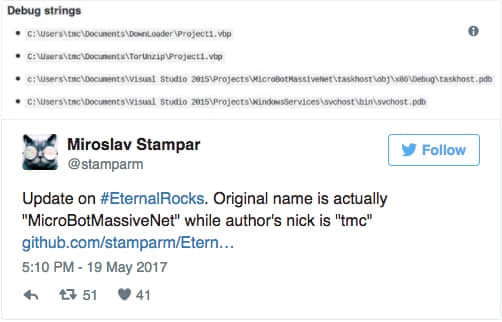 Debug strings
• C:\Users\tmc\Documents\DownLoader\Project1.vbp
• C:\Users\tmc\Documents\TorUnzip\Project1.vbp
• c:\Users\tmc\Documents\Visual Studio 2015\Projects\MicroBotMassiveNet\taskhost\obj\x86\Debug\taskhost.pdb
• C:\Users\tmc\Documents\Visual Studio 2015\Projects\WindowsServices\svchost\bin\svchost.pdb
Miroslav Stampar
@stamparm
Follow
Update on #EternalRocks. Original name is actually
"MicroBotMassiveNet" while author's nick is "tmc"
github.com/stamparm/Etern…
5:10 PM - 19 May 2017
51 41